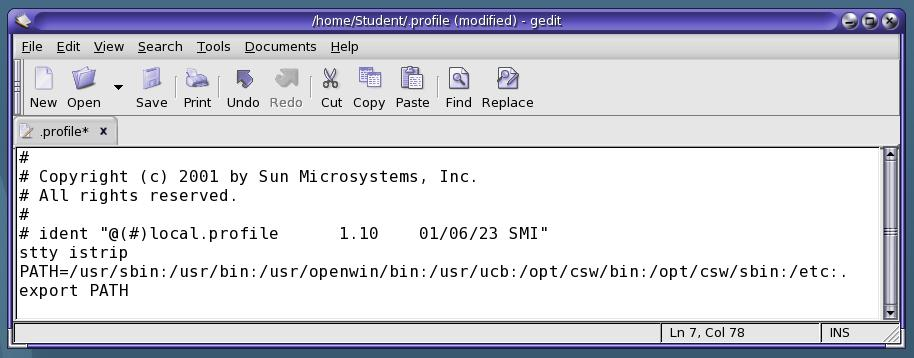 /home/Student/.profile (modified) - gedit
File Edit View Search Tools Documents Help
New Open Save Print Undo Redo Cut Copy Paste Find Replace
.profile* x
#
# Copyright (c) 2001 by Sun Microsystems, Inc.
# All rights reserved.
#
# ident "@(#)local.profile      1.10    01/06/23 SMI"
stty istrip
PATH=/usr/sbin:/usr/bin:/usr/openwin/bin:/usr/ucb:/opt/csw/bin:/opt/csw/sbin:/etc:.
export PATH
Ln 7, Col 78 INS